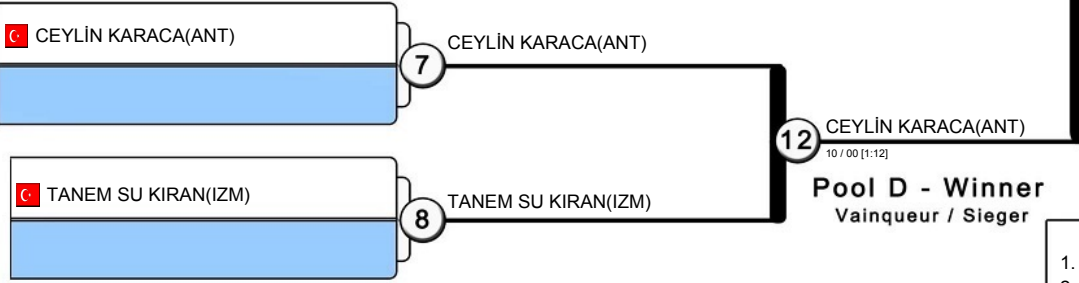 CEYLİN KARACA(ANT)
7
CEYLİN KARACA(ANT)
12
CEYLİN KARACA(ANT)
10 / 00 [1:12]
Pool D - Winner
Vainqueur / Sieger
TANEM SU KIRAN(IZM)
8
TANEM SU KIRAN(IZM)
1.